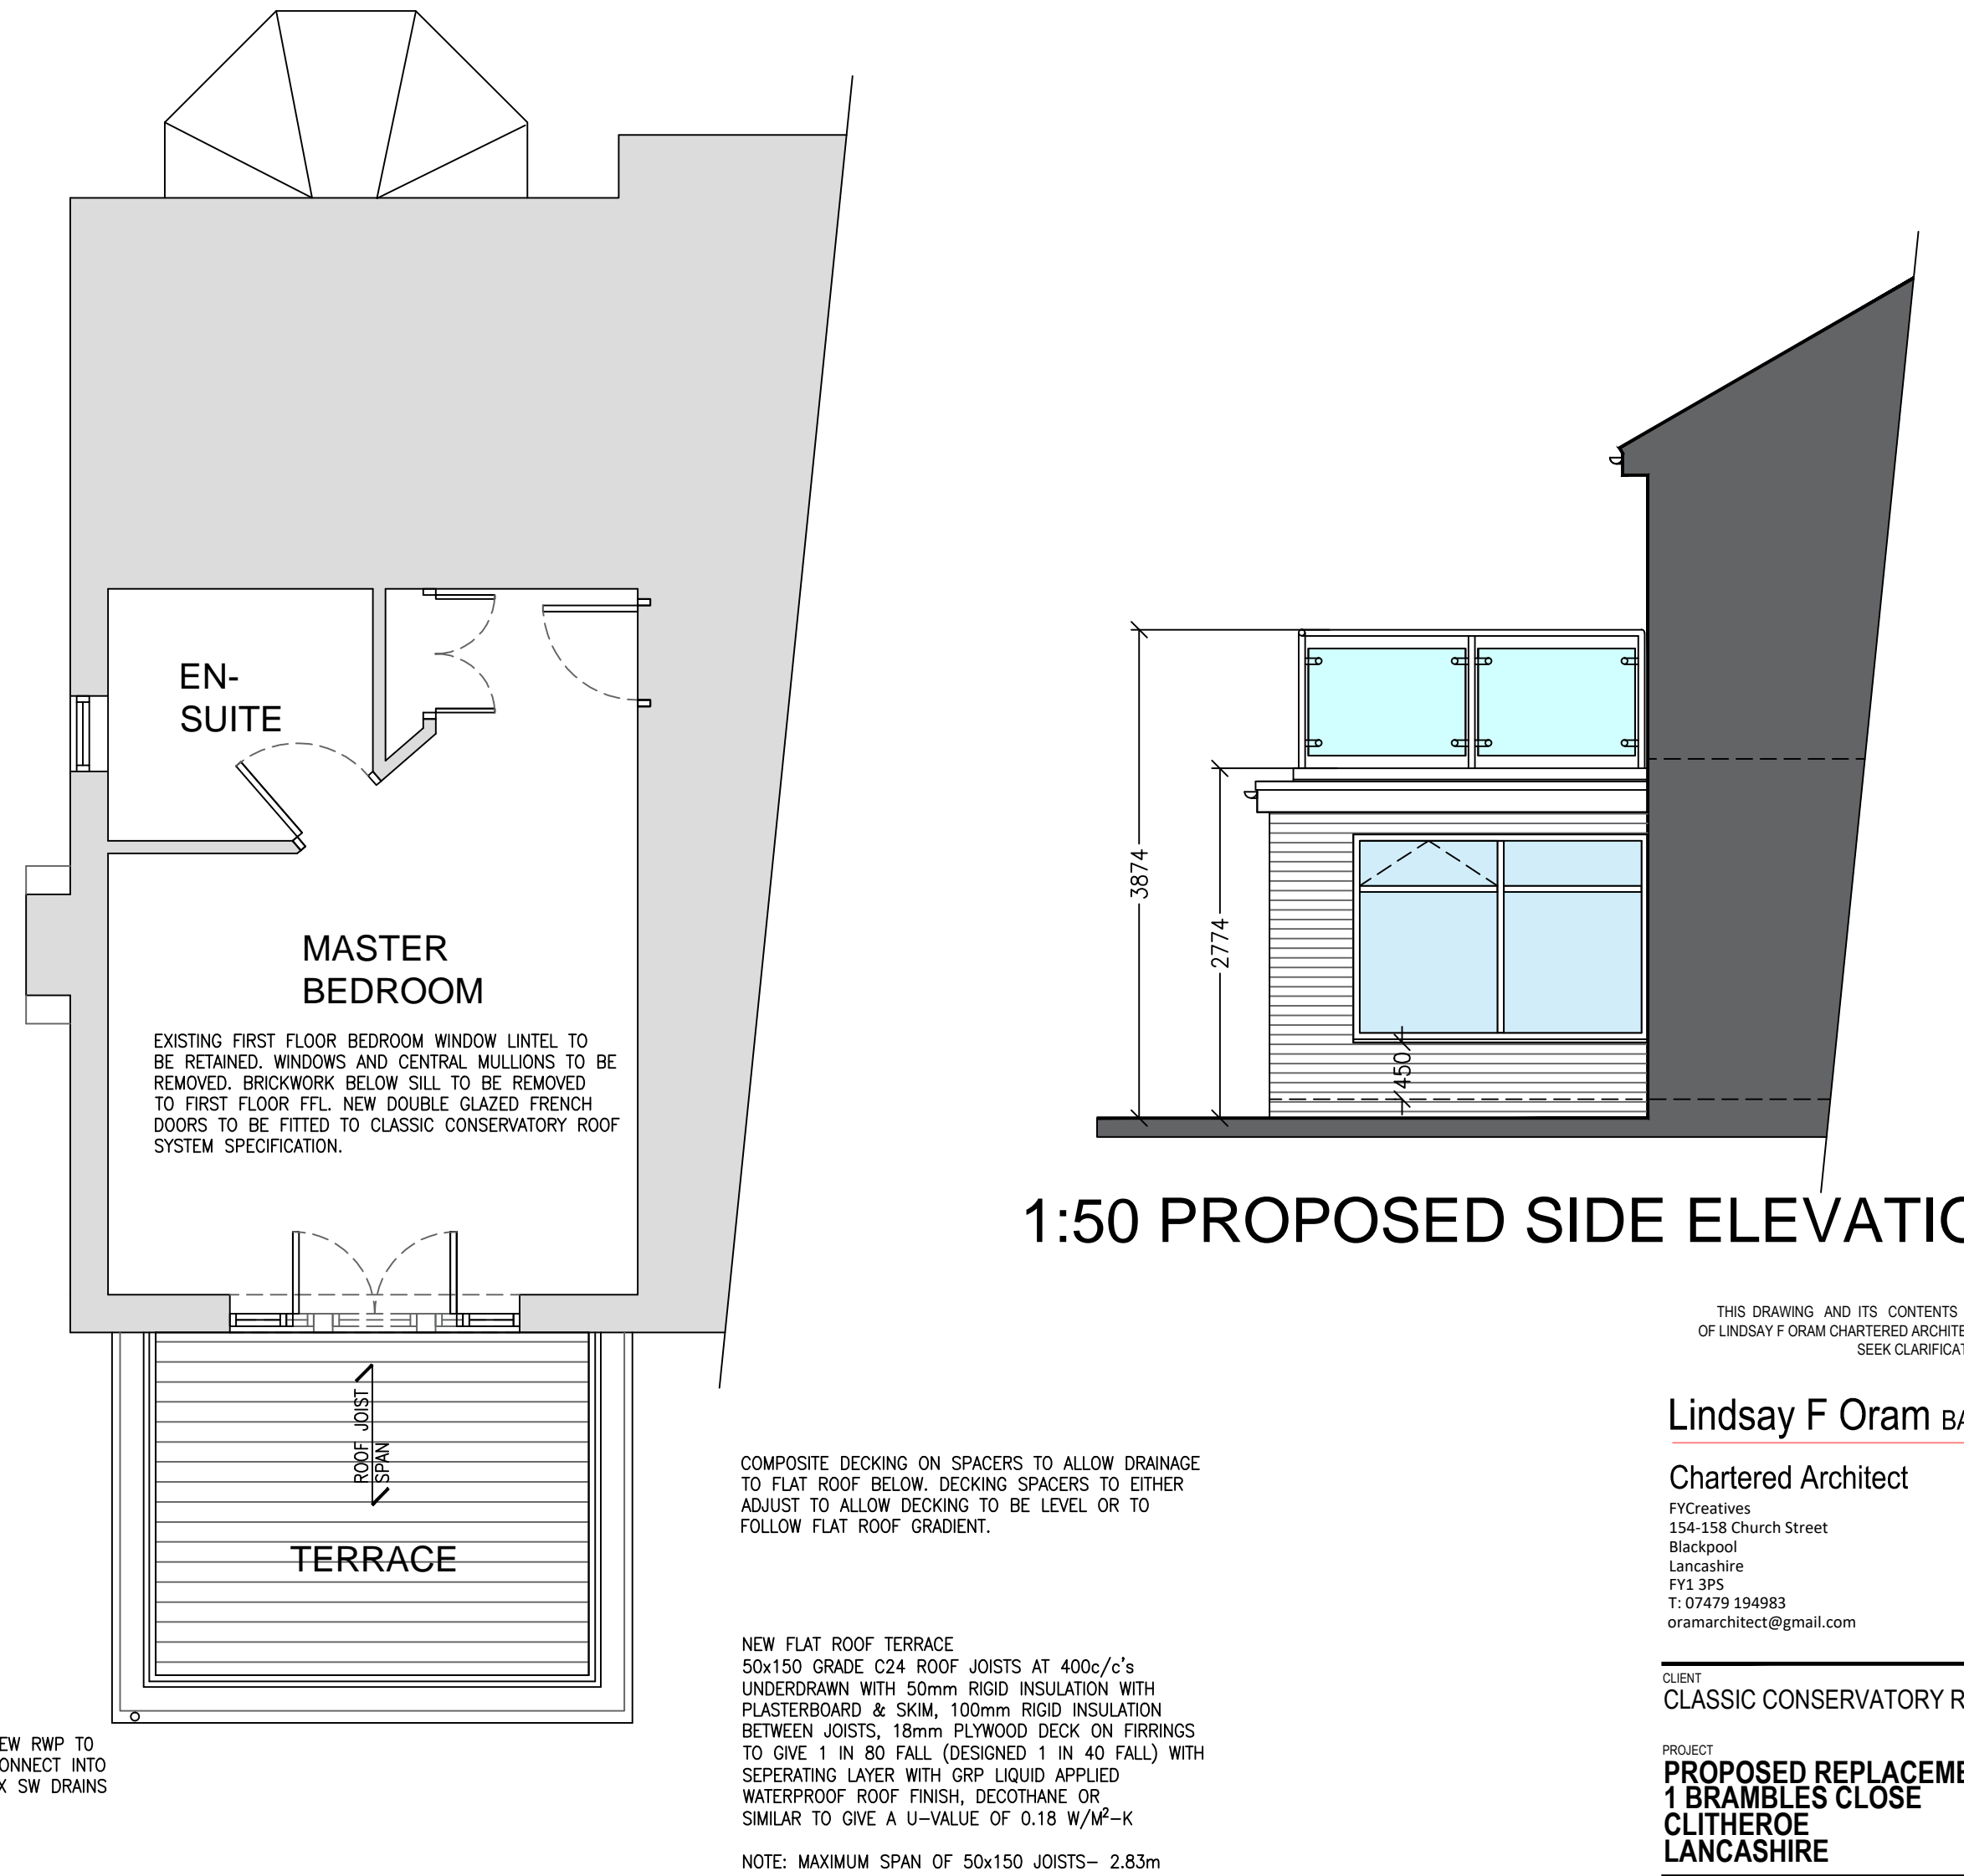 EN-
SUITE
MASTER
BEDROOM
EXISTING FIRST FLOOR BEDROOM WINDOW LINTEL TO
BE RETAINED. WINDOWS AND CENTRAL MULLIONS TO BE
REMOVED. BRICKWORK BELOW SILL TO BE REMOVED
TO FIRST FLOOR FFL. NEW DOUBLE GLAZED FRENCH
DOORS TO BE FITTED TO CLASSIC CONSERVATORY ROOF
SYSTEM SPECIFICATION.
ROOF JOIST
SPAN
TERRACE
EW RWP TO
ONNECT INTO
X SW DRAINS
3874
2774
450
1:50 PROPOSED SIDE ELEVATIO
COMPOSITE DECKING ON SPACERS TO ALLOW DRAINAGE
TO FLAT ROOF BELOW. DECKING SPACERS TO EITHER
ADJUST TO ALLOW DECKING TO BE LEVEL OR TO
FOLLOW FLAT ROOF GRADIENT.
NEW FLAT ROOF TERRACE
50x150 GRADE C24 ROOF JOISTS AT 400c/c's
UNDERDRAWN WITH 50mm RIGID INSULATION WITH
PLASTERBOARD & SKIM, 100mm RIGID INSULATION
BETWEEN JOISTS, 18mm PLYWOOD DECK ON FIRRINGS
TO GIVE 1 IN 80 FALL (DESIGNED 1 IN 40 FALL) WITH
SEPERATING LAYER WITH GRP LIQUID APPLIED
WATERPROOF ROOF FINISH, DECOTHANE OR
SIMILAR TO GIVE A U-VALUE OF 0.18 W/M²-K
NOTE: MAXIMUM SPAN OF 50x150 JOISTS- 2.83m
THIS DRAWING AND ITS CONTENTS
OF LINDSAY F ORAM CHARTERED ARCHITE
SEEK CLARIFICAT
Lindsay F Oram BA
Chartered Architect
FYCreatives
154-158 Church Street
Blackpool
Lancashire
FY1 3PS
T: 07479 194983
oramarchitect@gmail.com
CLIENT
CLASSIC CONSERVATORY R
PROJECT
PROPOSED REPLACEME
1 BRAMBLES CLOSE
CLITHEROE
LANCASHIRE